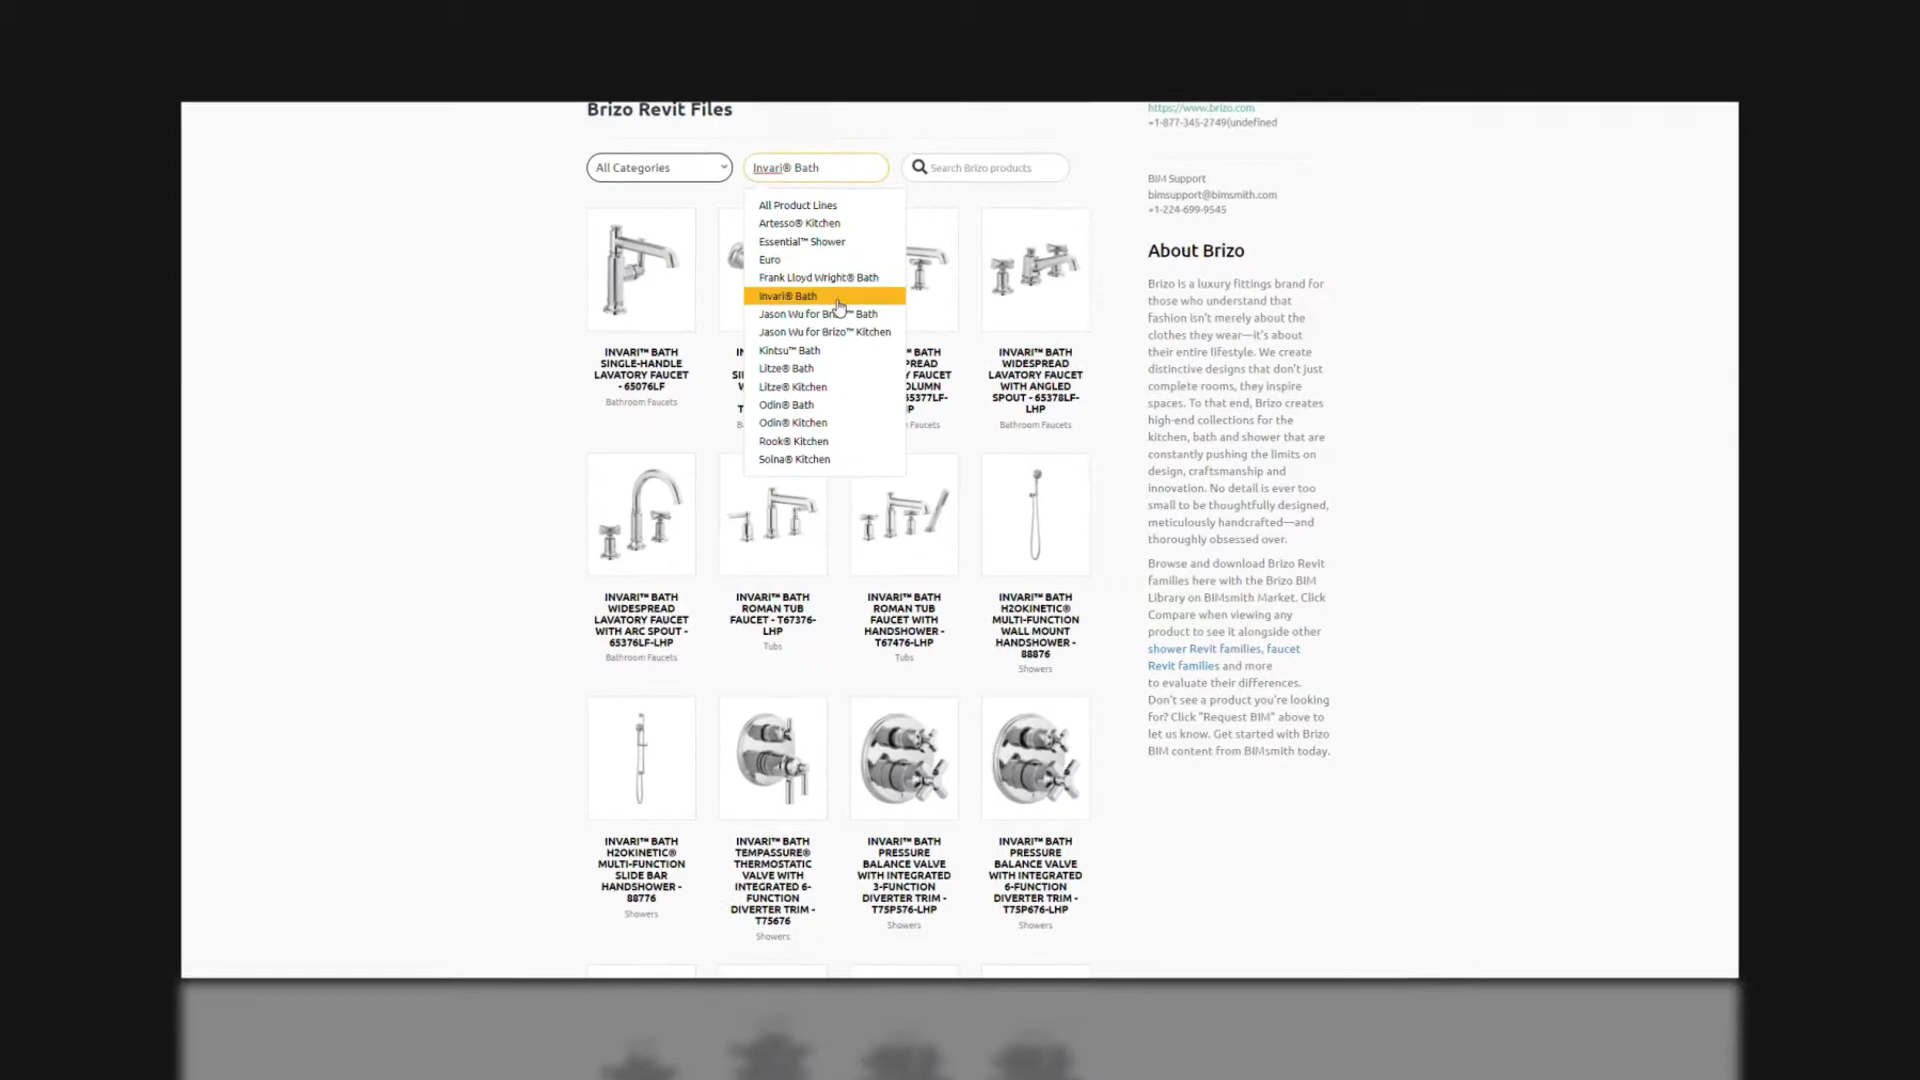 Brizo Revit Files
All Categories
Invari® Bath
Search Brizo products
All Product Lines
Artesso® Kitchen
Essential™ Shower
Euro
Frank Lloyd Wright® Bath
Invari® Bath
Jason Wu for Brizo™ Bath
Jason Wu for Brizo™ Kitchen
Kintsu™ Bath
Litze® Bath
Litze® Kitchen
Odin® Bath
Odin® Kitchen
Rook® Kitchen
Solna® Kitchen
INVARI™ BATH
SINGLE-HANDLE
LAVATORY FAUCET
- 65076LF
Bathroom Faucets
BATH
FAUCET
65377LF-
Faucets
INVARI™ BATH
WIDESPREAD
LAVATORY FAUCET
WITH ANGLED
SPOUT - 65378LF-
LHP
Bathroom Faucets
INVARI™ BATH
WIDESPREAD
LAVATORY FAUCET
WITH ARC SPOUT -
65376LF-LHP
Bathroom Faucets
INVARI™ BATH
ROMAN TUB
FAUCET - T67376-
LHP
Tubs
INVARI™ BATH
ROMAN TUB
FAUCET WITH
HANDSHOWER -
T67476-LHP
Tubs
INVARI™ BATH
H2OKINETIC®
MULTI-FUNCTION
WALL MOUNT
HANDSHOWER -
88876
Showers
INVARI™ BATH
H2OKINETIC®
MULTI-FUNCTION
SLIDE BAR
HANDSHOWER -
88776
Showers
INVARI™ BATH
TEMPASSURE®
THERMOSTATIC
VALVE WITH
INTEGRATED 6-
FUNCTION
DIVERTER TRIM -
T75676
Showers
INVARI™ BATH
PRESSURE
BALANCE VALVE
WITH INTEGRATED
3-FUNCTION
DIVERTER TRIM -
T75P576-LHP
Showers
INVARI™ BATH
PRESSURE
BALANCE VALVE
WITH INTEGRATED
6-FUNCTION
DIVERTER TRIM -
T75P676-LHP
Showers
https://www.brizo.com
+1-877-345-2749(undefined
BIM Support
bimsupport@bimsmith.com
+1-224-699-9545
About Brizo
Brizo is a luxury fittings brand for
those who understand that
fashion isn't merely about the
clothes they wear—it's about
their entire lifestyle. We create
distinctive designs that don't just
complete rooms, they inspire
spaces. To that end, Brizo creates
high-end collections for the
kitchen, bath and shower that are
constantly pushing the limits on
design, craftsmanship and
innovation. No detail is ever too
small to be thoughtfully designed,
meticulously handcrafted—and
thoroughly obsessed over.
Browse and download Brizo Revit
families here with the Brizo BIM
Library on BIMsmith Market. Click
Compare when viewing any
product to see it alongside other
shower Revit families, faucet
Revit families and more
to evaluate their differences.
Don't see a product you're looking
for? Click "Request BIM" above to
let us know. Get started with Brizo
BIM content from BIMsmith today.